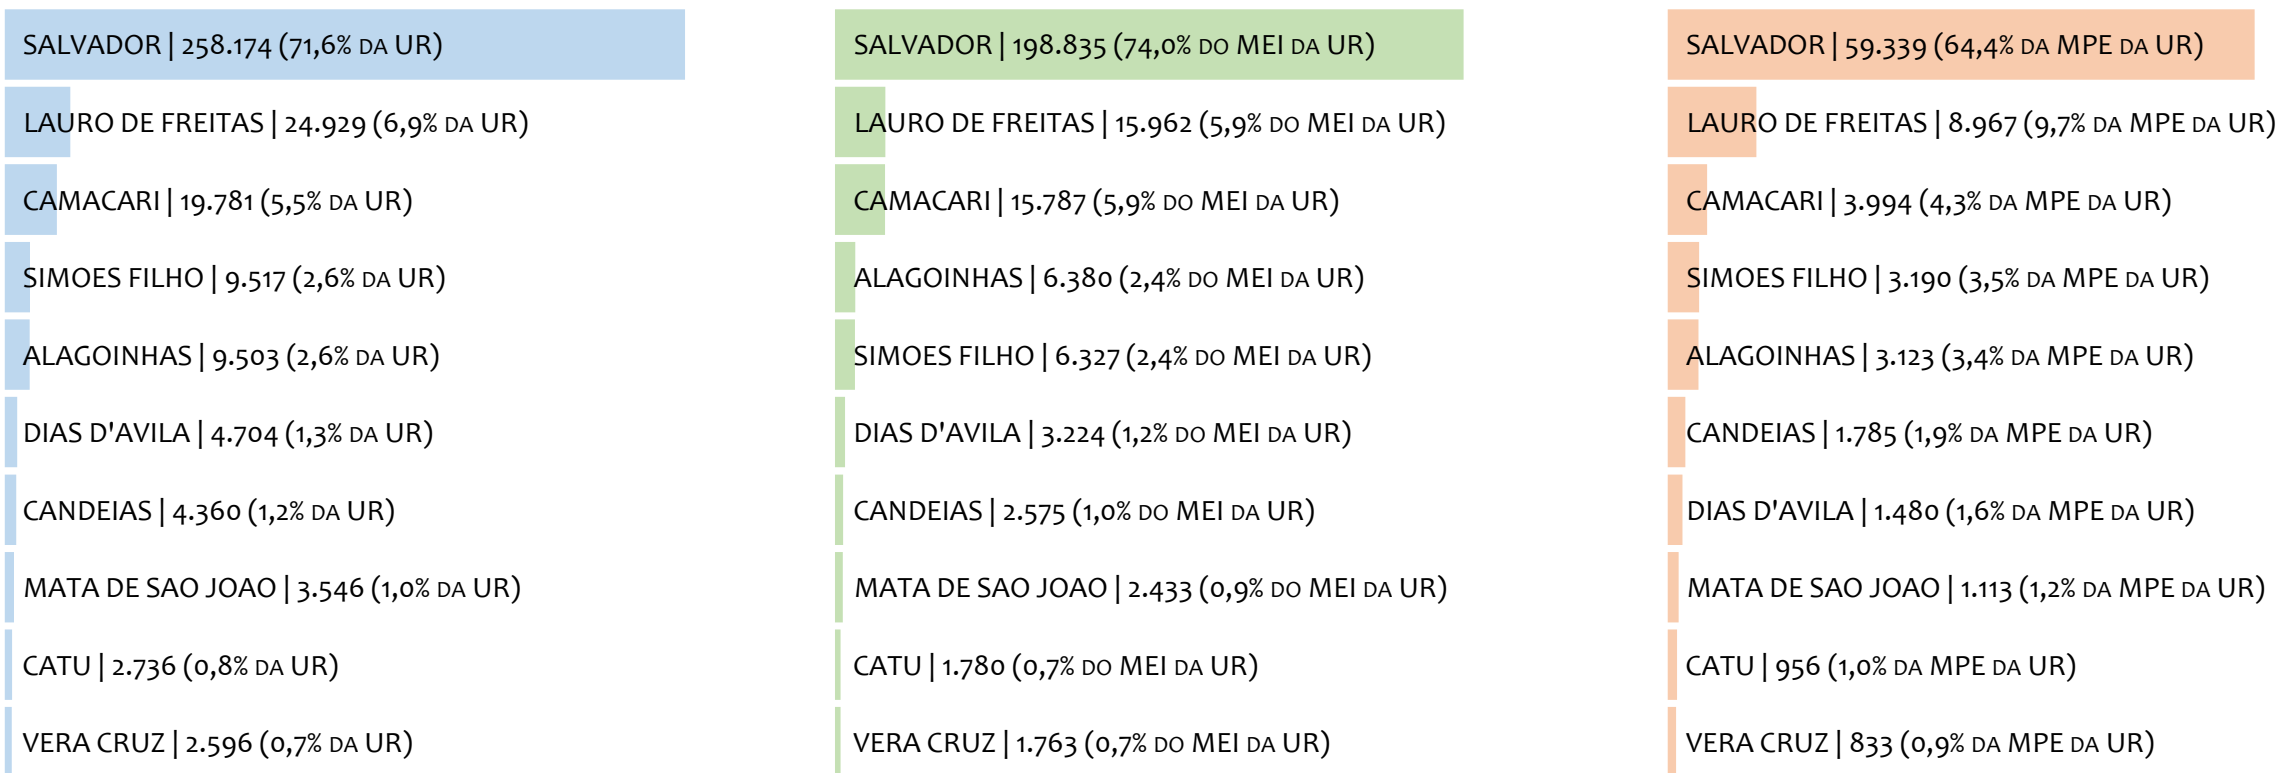 SALVADOR | 258.174 (71,6% DA UR)
LAURO DE FREITAS | 24.929 (6,9% DA UR)
CAMACARI | 19.781 (5,5% DA UR)
SIMOES FILHO | 9.517 (2,6% DA UR)
ALAGOINHAS | 9.503 (2,6% DA UR)
DIAS D'AVILA | 4.704 (1,3% DA UR)
CANDEIAS | 4.360 (1,2% DA UR)
MATA DE SAO JOAO | 3.546 (1,0% DA UR)
CATU | 2.736 (0,8% DA UR)
VERA CRUZ | 2.596 (0,7% DA UR)
SALVADOR | 198.835 (74,0% DO MEI DA UR)
LAURO DE FREITAS | 15.962 (5,9% DO MEI DA UR)
CAMACARI | 15.787 (5,9% DO MEI DA UR)
ALAGOINHAS | 6.380 (2,4% DO MEI DA UR)
SIMOES FILHO | 6.327 (2,4% DO MEI DA UR)
DIAS D'AVILA | 3.224 (1,2% DO MEI DA UR)
CANDEIAS | 2.575 (1,0% DO MEI DA UR)
MATA DE SAO JOAO | 2.433 (0,9% DO MEI DA UR)
CATU | 1.780 (0,7% DO MEI DA UR)
VERA CRUZ | 1.763 (0,7% DO MEI DA UR)
SALVADOR | 59.339 (64,4% DA MPE DA UR)
LAURO DE FREITAS | 8.967 (9,7% DA MPE DA UR)
CAMACARI | 3.994 (4,3% DA MPE DA UR)
SIMOES FILHO | 3.190 (3,5% DA MPE DA UR)
ALAGOINHAS | 3.123 (3,4% DA MPE DA UR)
CANDEIAS | 1.785 (1,9% DA MPE DA UR)
DIAS D'AVILA | 1.480 (1,6% DA MPE DA UR)
MATA DE SAO JOAO | 1.113 (1,2% DA MPE DA UR)
CATU | 956 (1,0% DA MPE DA UR)
VERA CRUZ | 833 (0,9% DA MPE DA UR)